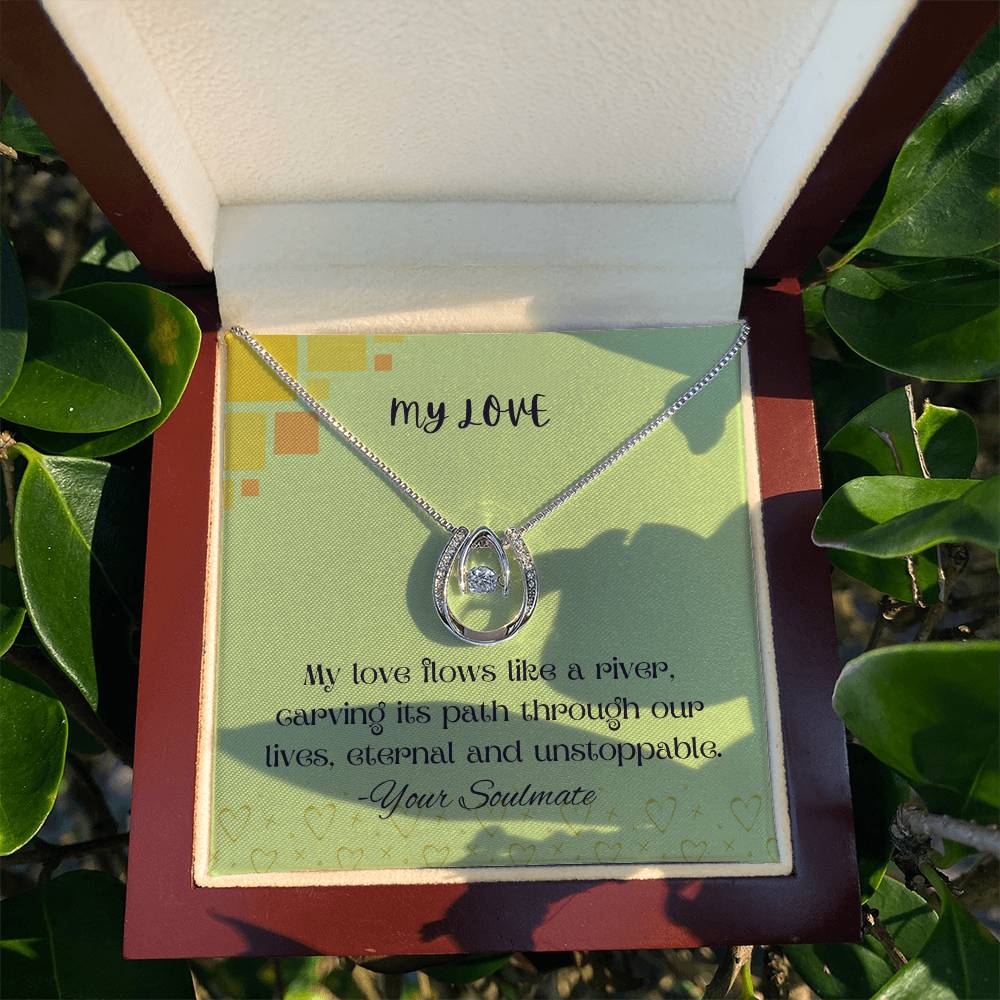 My LOVE
My love flows like a river,
carving its path through our
lives, eternal and unstoppable.
-Your Soulmate